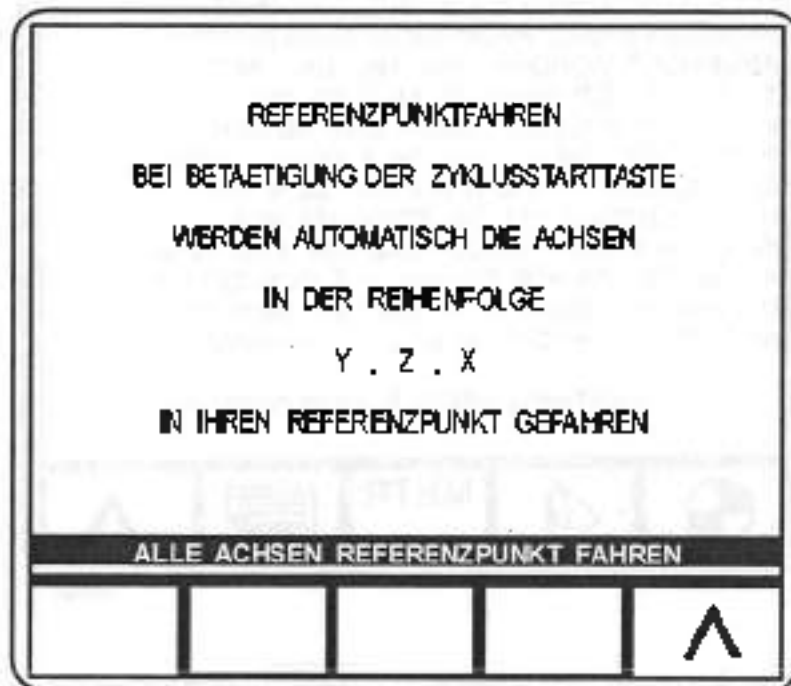 REFERENZPUNKTFAHREN
BEI BETAETIGUNG DER ZYKLUSSTARTTASTE
WERDEN AUTOMATISCH DIE ACHSEN
IN DER REIHENFOLGE
Y . Z . X
IN IHREN REFERENZPUNKT GEFAHREN
ALLE ACHSEN REFERENZPUNKT FAHREN